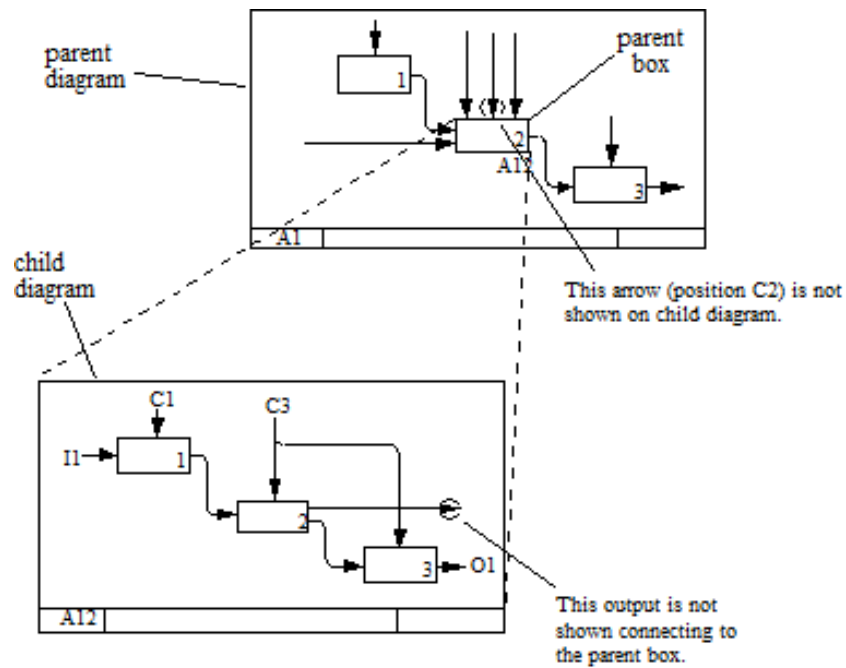 parent
diagram
parent
box
1
2
A12
3
A1
This arrow (position C2) is not
shown on child diagram.
child
diagram
C1
C3
I1
1
2
3
O1
A12
This output is not
shown connecting to
the parent box.